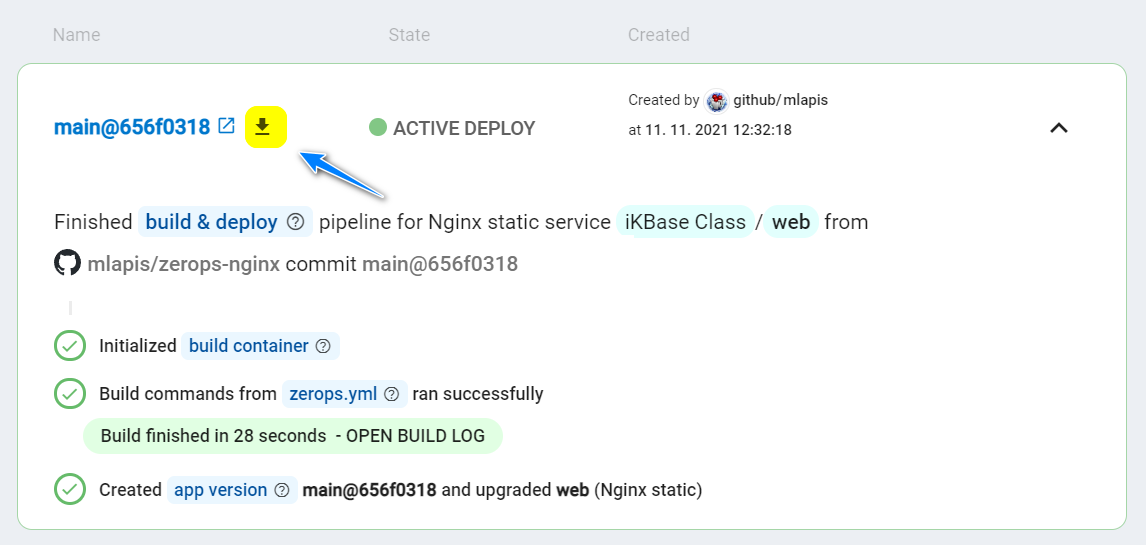 Name State Created
Created by github/mlapis
main@656f0318 ACTIVE DEPLOY
at 11. 11. 2021 12:32:18
Finished build & deploy ? pipeline for Nginx static service iKBase Class / web from
mlapis/zerops-nginx commit main@656f0318
Initialized build container ?
Build commands from zerops.yml ? ran successfully
Build finished in 28 seconds - OPEN BUILD LOG
Created app version ? main@656f0318 and upgraded web (Nginx static)